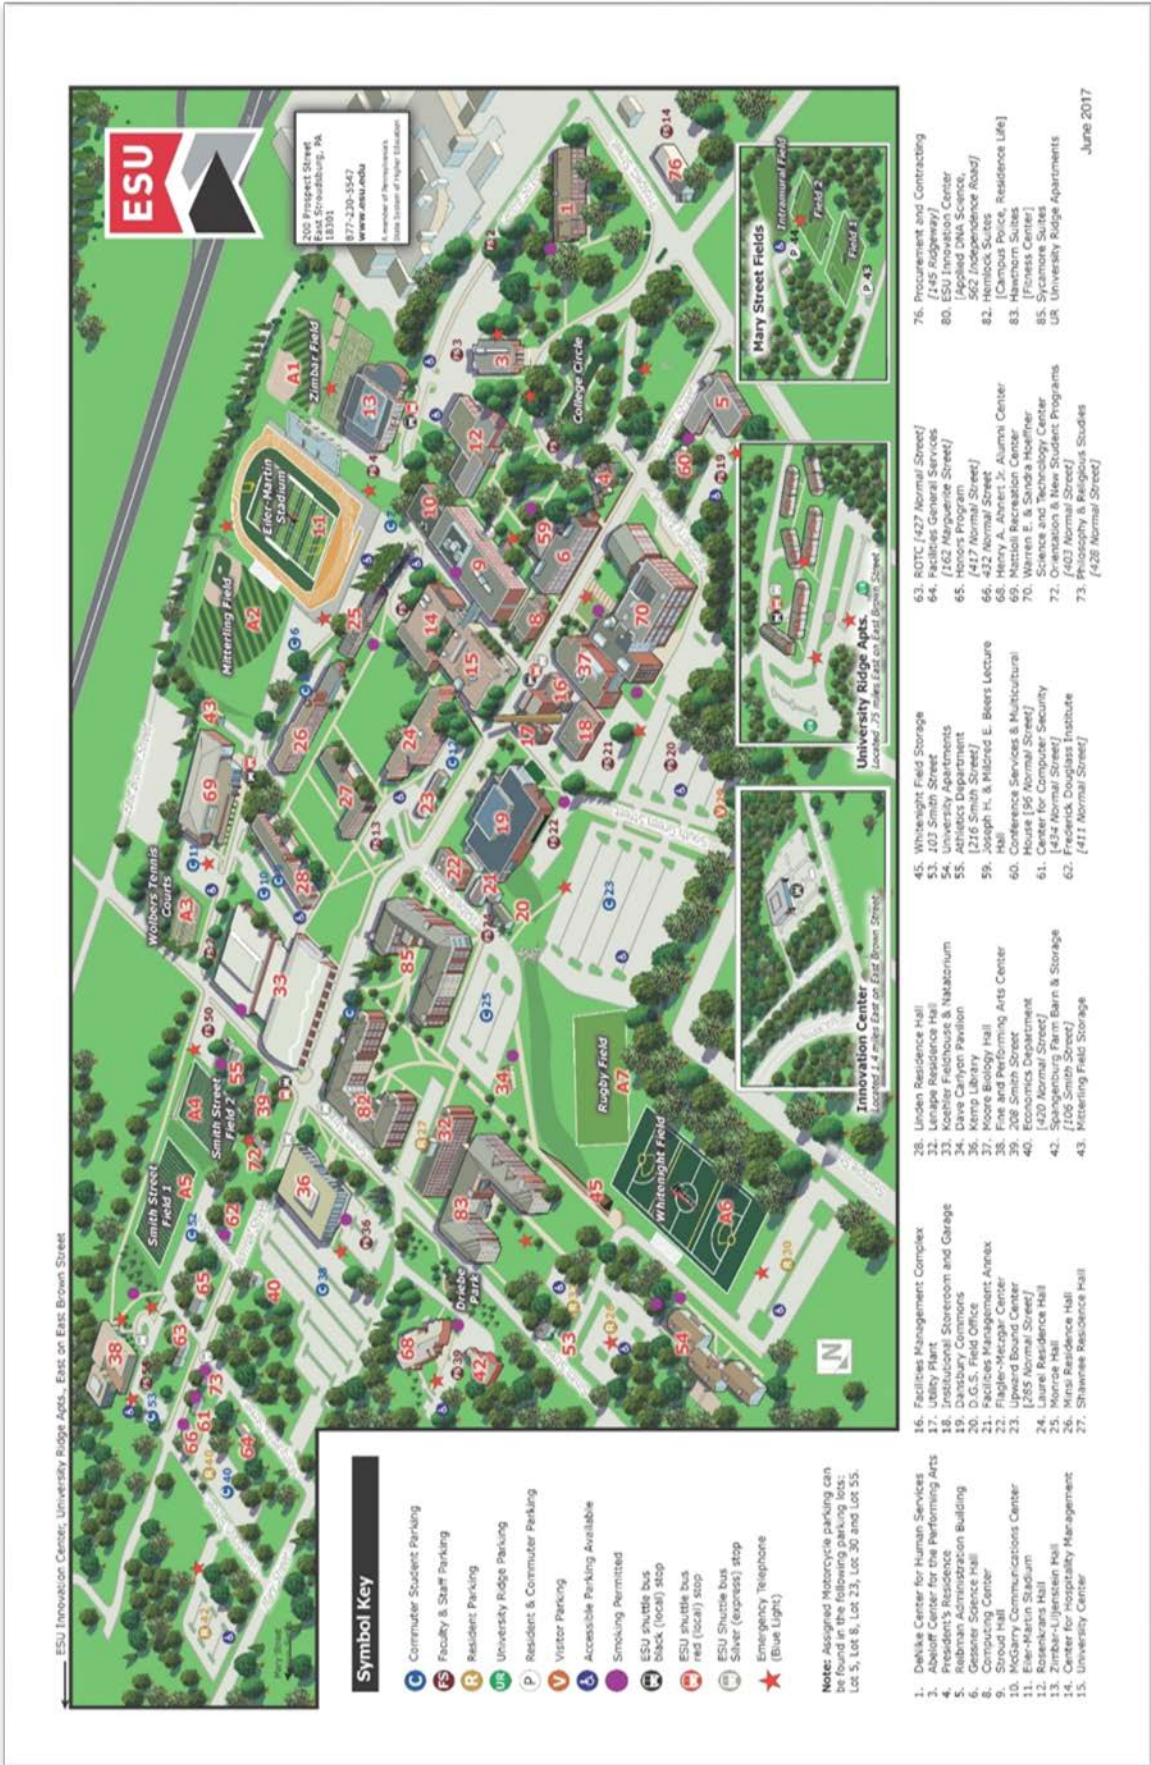 ESU Innovation Center, University Ridge Apts., East on East Brown Street
ESU
200 Prospect Street
East Stroudsburg, PA
18301
877-230-5547
www.esu.edu
A member of Pennsylvania's
State System of Higher Education
Smith Street
Field 1
A5
Smith Street
Field 2
A4
Wolbers Tennis
Courts
A3
Mitterling Field
A2
Eiler-Martin
Stadium
11
Zimbar Field
A1
College Circle
Driebe
Park
Rugby Field
A7
Whitenight Field
A6
Mary Street
N
Innovation Center
Located 1.4 miles East on East Brown Street
University Ridge Apts.
Located .75 miles East on East Brown Street
Mary Street Fields
Intramural Field
Field 2
Field 1
P 44
P 43
Symbol Key
C Commuter Student Parking
FS Faculty & Staff Parking
R Resident Parking
UR University Ridge Parking
P Resident & Commuter Parking
V Visitor Parking
Accessible Parking Available
Smoking Permitted
ESU shuttle bus
black (local) stop
ESU shuttle bus
red (local) stop
ESU Shuttle bus
Silver (express) stop
Emergency Telephone
(Blue Light)
Note: Assigned Motorcycle parking can
be found in the following parking lots:
Lot 5, Lot 8, Lot 23, Lot 30 and Lot 55.
1. DeNike Center for Human Services
3. Abeloff Center for the Performing Arts
4. President's Residence
5. Reibman Administration Building
6. Gessner Science Hall
8. Computing Center
9. Stroud Hall
10. McGarry Communications Center
11. Eiler-Martin Stadium
12. Rosenkrans Hall
13. Zimbar-Liljenstein Hall
14. Center for Hospitality Management
15. University Center
16. Facilities Management Complex
17. Utility Plant
18. Institutional Storeroom and Garage
19. Dansbury Commons
20. D.G.S. Field Office
21. Facilities Management Annex
22. Flagler-Metzgar Center
23. Upward Bound Center
[285 Normal Street]
24. Laurel Residence Hall
25. Monroe Hall
26. Minsi Residence Hall
27. Shawnee Residence Hall
28. Linden Residence Hall
32. Lenape Residence Hall
33. Koehler Fieldhouse & Natatorium
34. Dave Carlyon Pavilion
36. Kemp Library
37. Moore Biology Hall
38. Fine and Performing Arts Center
39. 208 Smith Street
40. Economics Department
[420 Normal Street]
42. Spangenburg Farm Barn & Storage
[106 Smith Street]
43. Mitterling Field Storage
45. Whitenight Field Storage
53. 103 Smith Street
54. University Apartments
55. Athletics Department
[216 Smith Street]
59. Joseph H. & Mildred E. Beers Lecture
Hall
60. Conference Services & Multicultural
House [96 Normal Street]
61. Center for Computer Security
[434 Normal Street]
62. Frederick Douglass Institute
[411 Normal Street]
63. ROTC [427 Normal Street]
64. Facilities General Services
[162 Marguerite Street]
65. Honors Program
[417 Normal Street]
66. 432 Normal Street
68. Henry A. Ahnert Jr. Alumni Center
69. Mattioli Recreation Center
70. Warren E. & Sandra Hoeffner
Science and Technology Center
72. Orientation & New Student Programs
[403 Normal Street]
73. Philosophy & Religious Studies
[428 Normal Street]
76. Procurement and Contracting
[145 Ridgeway]
80. ESU Innovation Center
[Applied DNA Science,
562 Independence Road]
82. Hemlock Suites
[Campus Police, Residence Life]
83. Hawthorn Suites
[Fitness Center]
85. Sycamore Suites
UR University Ridge Apartments
June 2017